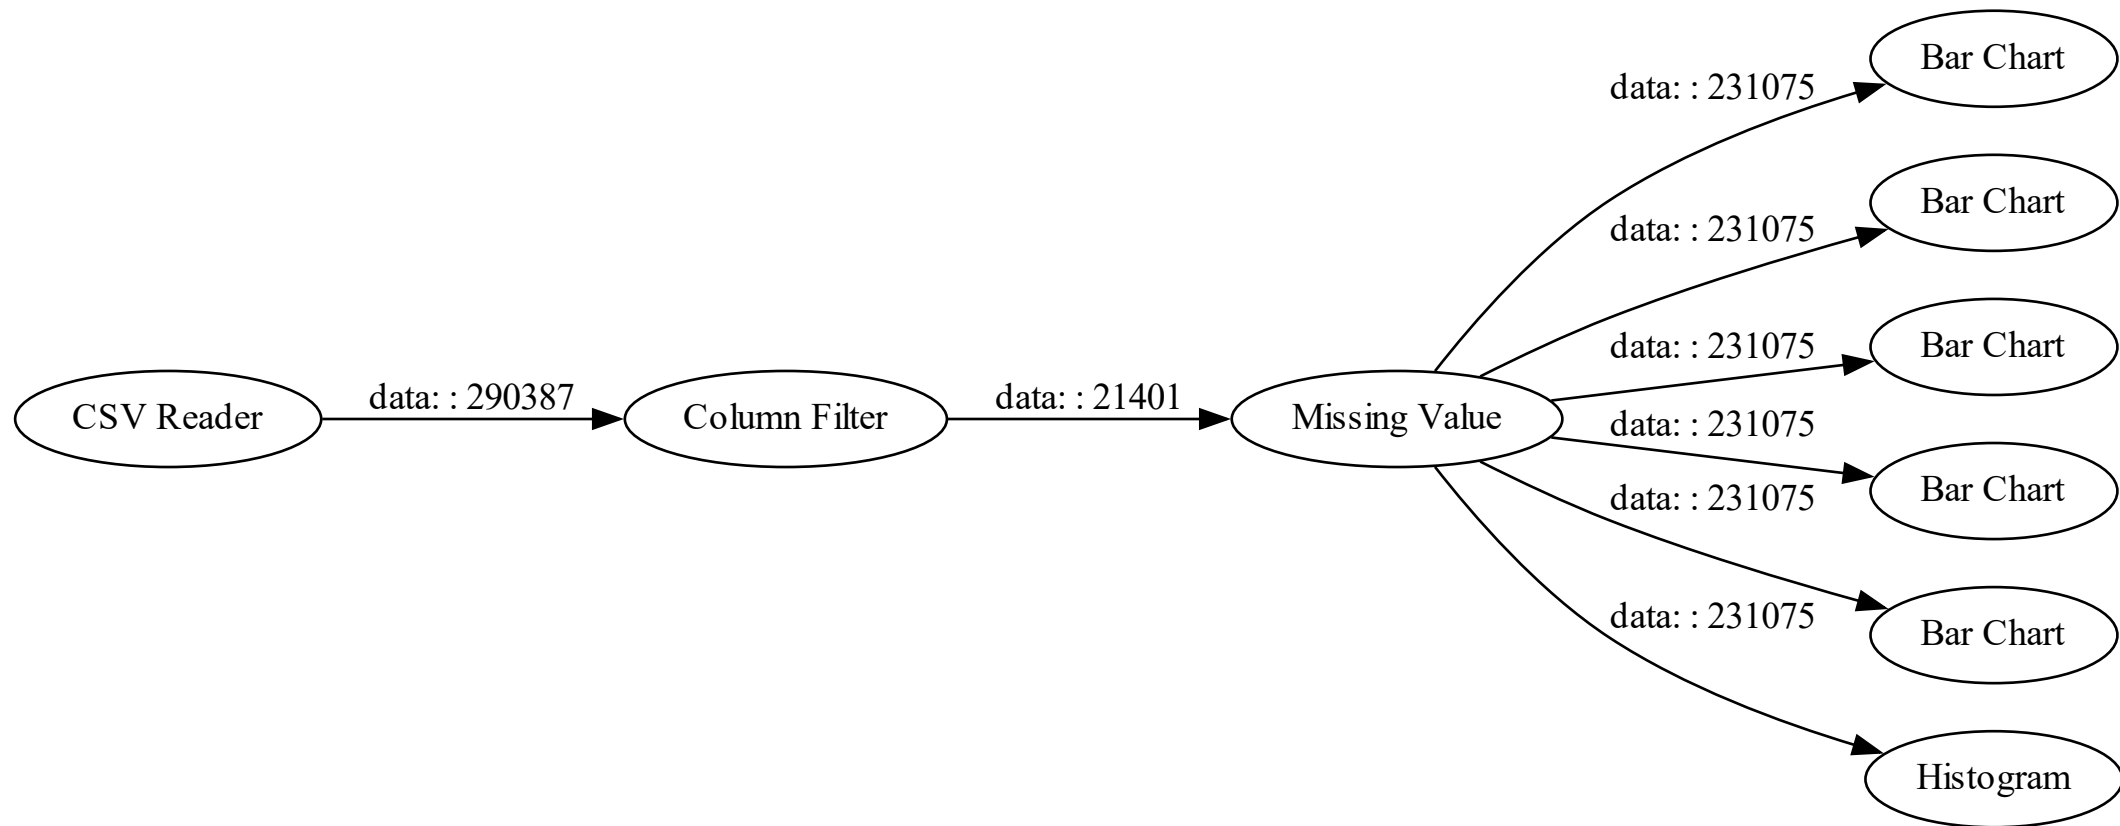 CSV Reader
data: : 290387
Column Filter
data: : 21401
Missing Value
data: : 231075
Bar Chart
data: : 231075
Bar Chart
data: : 231075
Bar Chart
data: : 231075
Bar Chart
data: : 231075
Bar Chart
data: : 231075
Histogram